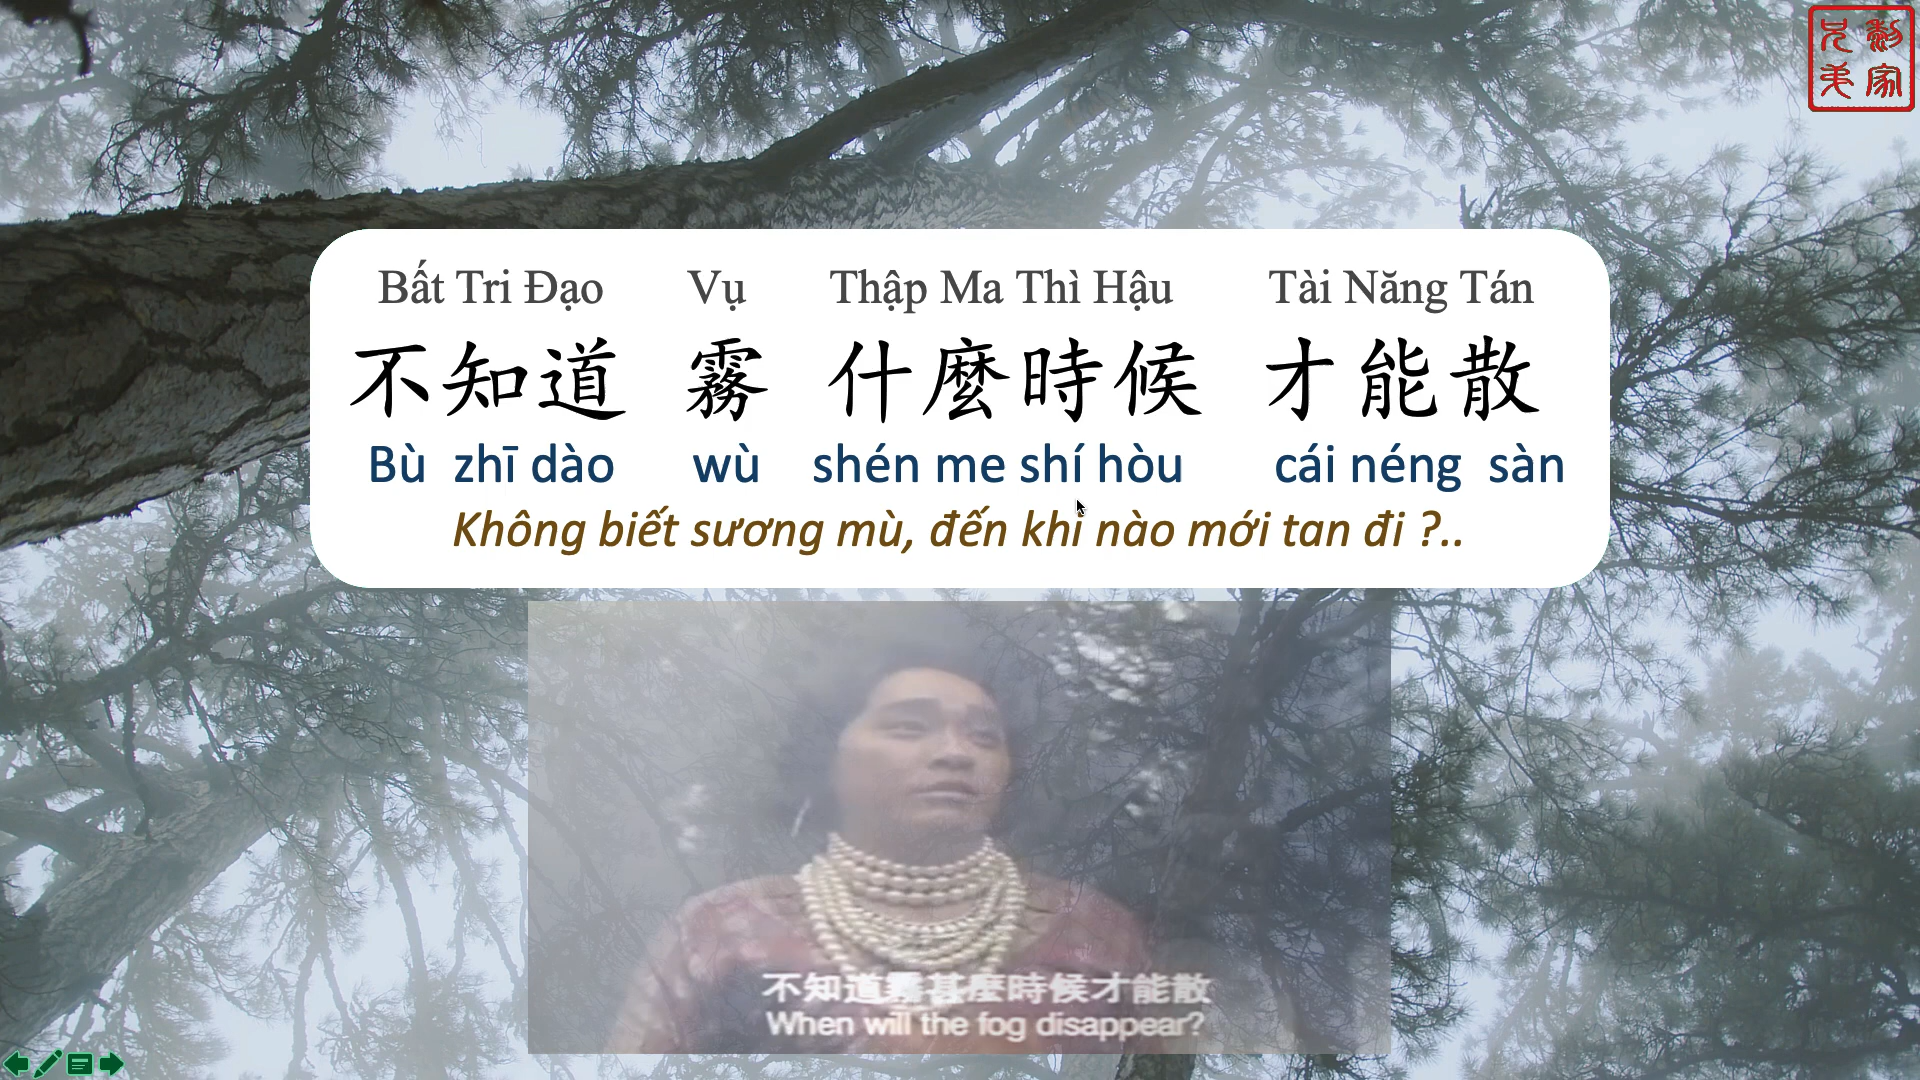 Bất Tri Đạo Vụ Thập Ma Thì Hậu Tài Năng Tán
不知道 霧 什麼時候 才能散
Bù zhī dào wù shén me shí hòu cái néng sàn
Không biết sương mù, đến khi nào mới tan đi ?..
不知道霧甚麼時候才能散
When will the fog disappear?